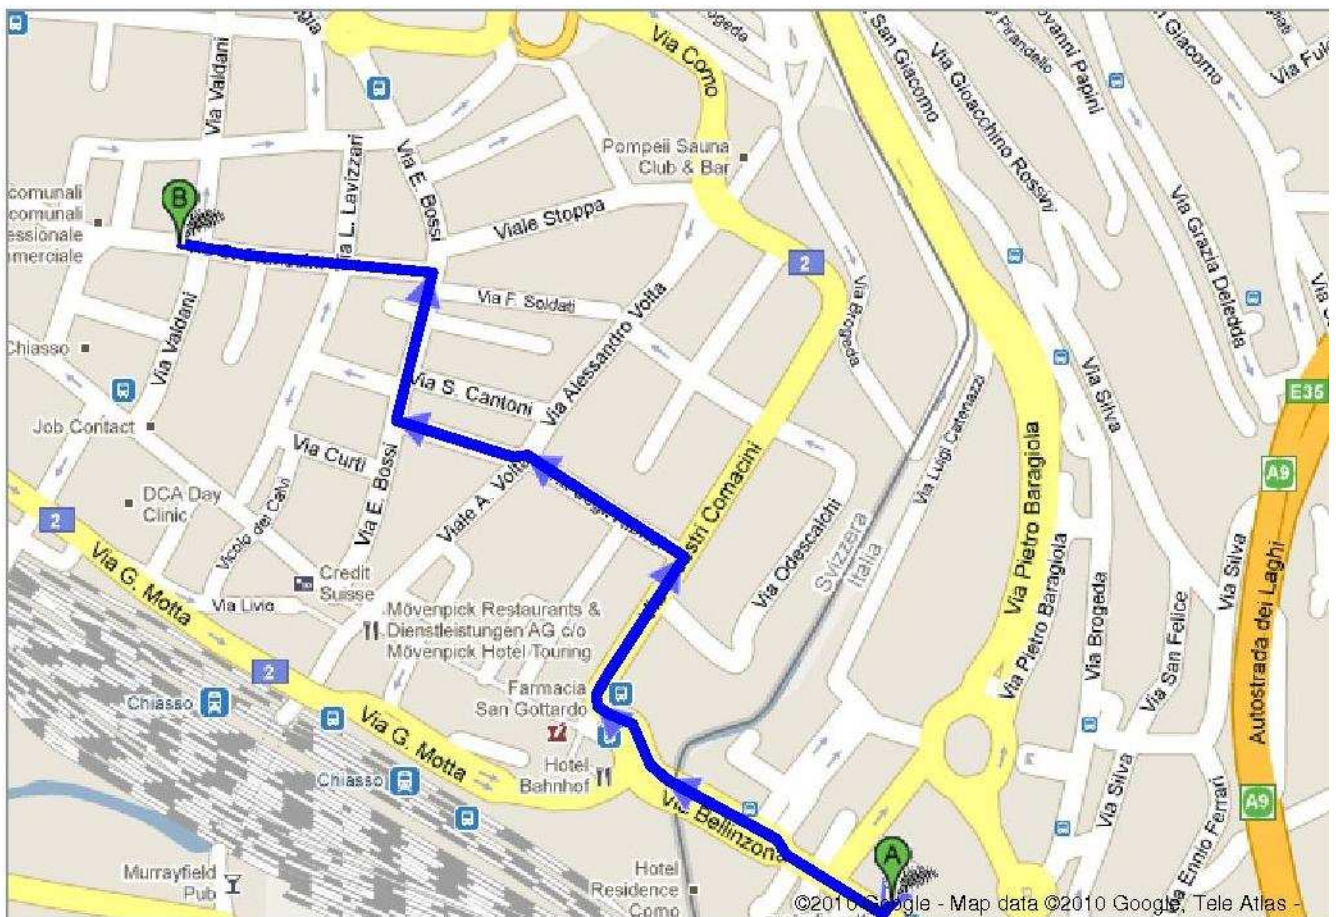 Via Como
Via Valdani
San Giacomo
Via Gioacchino Rossini
Pirandello
Giovanni Papini
Giacomo
Pompeii Sauna
Club & Bar
Via E. Bossi
L. Lavizzari
Viale Stoppa
B
comunali
comunali
Via Grazia Deledda
2
Via F. Soldati
Via Alessandro Volta
Via Brogeda
Chiasso
Via Valdani
Via S. Cantoni
Via Silva
E35
Job Contact
Via Curti
Via Luigi Catenazzi
A9
DCA Day
Clinic
2
Via E. Bossi
Viale A. Volta
Vicolo dei Calvi
Via G. Motta
Credit
Suisse
Via Livio
Via Odescalchi
Svizzera
Italia
Via Pietro Baragiola
Via Pietro Baragiola
Via Brogeda
Via San Felice
Via Silva
Autostrada dei Laghi
Mövenpick Restaurants &
Dienstleistungen AG c/o
Mövenpick Hotel Touring
2
Farmacia
San Gottardo
Chiasso
Via G. Motta
Chiasso
Hotel
Bahnhof
Via Bellinzona
Via Silva
A9
Via Ennio Ferrari
A
Murrayfield
Pub
Hotel
Residence
Como
©2010 Google - Map data ©2010 Google, Tele Atlas -